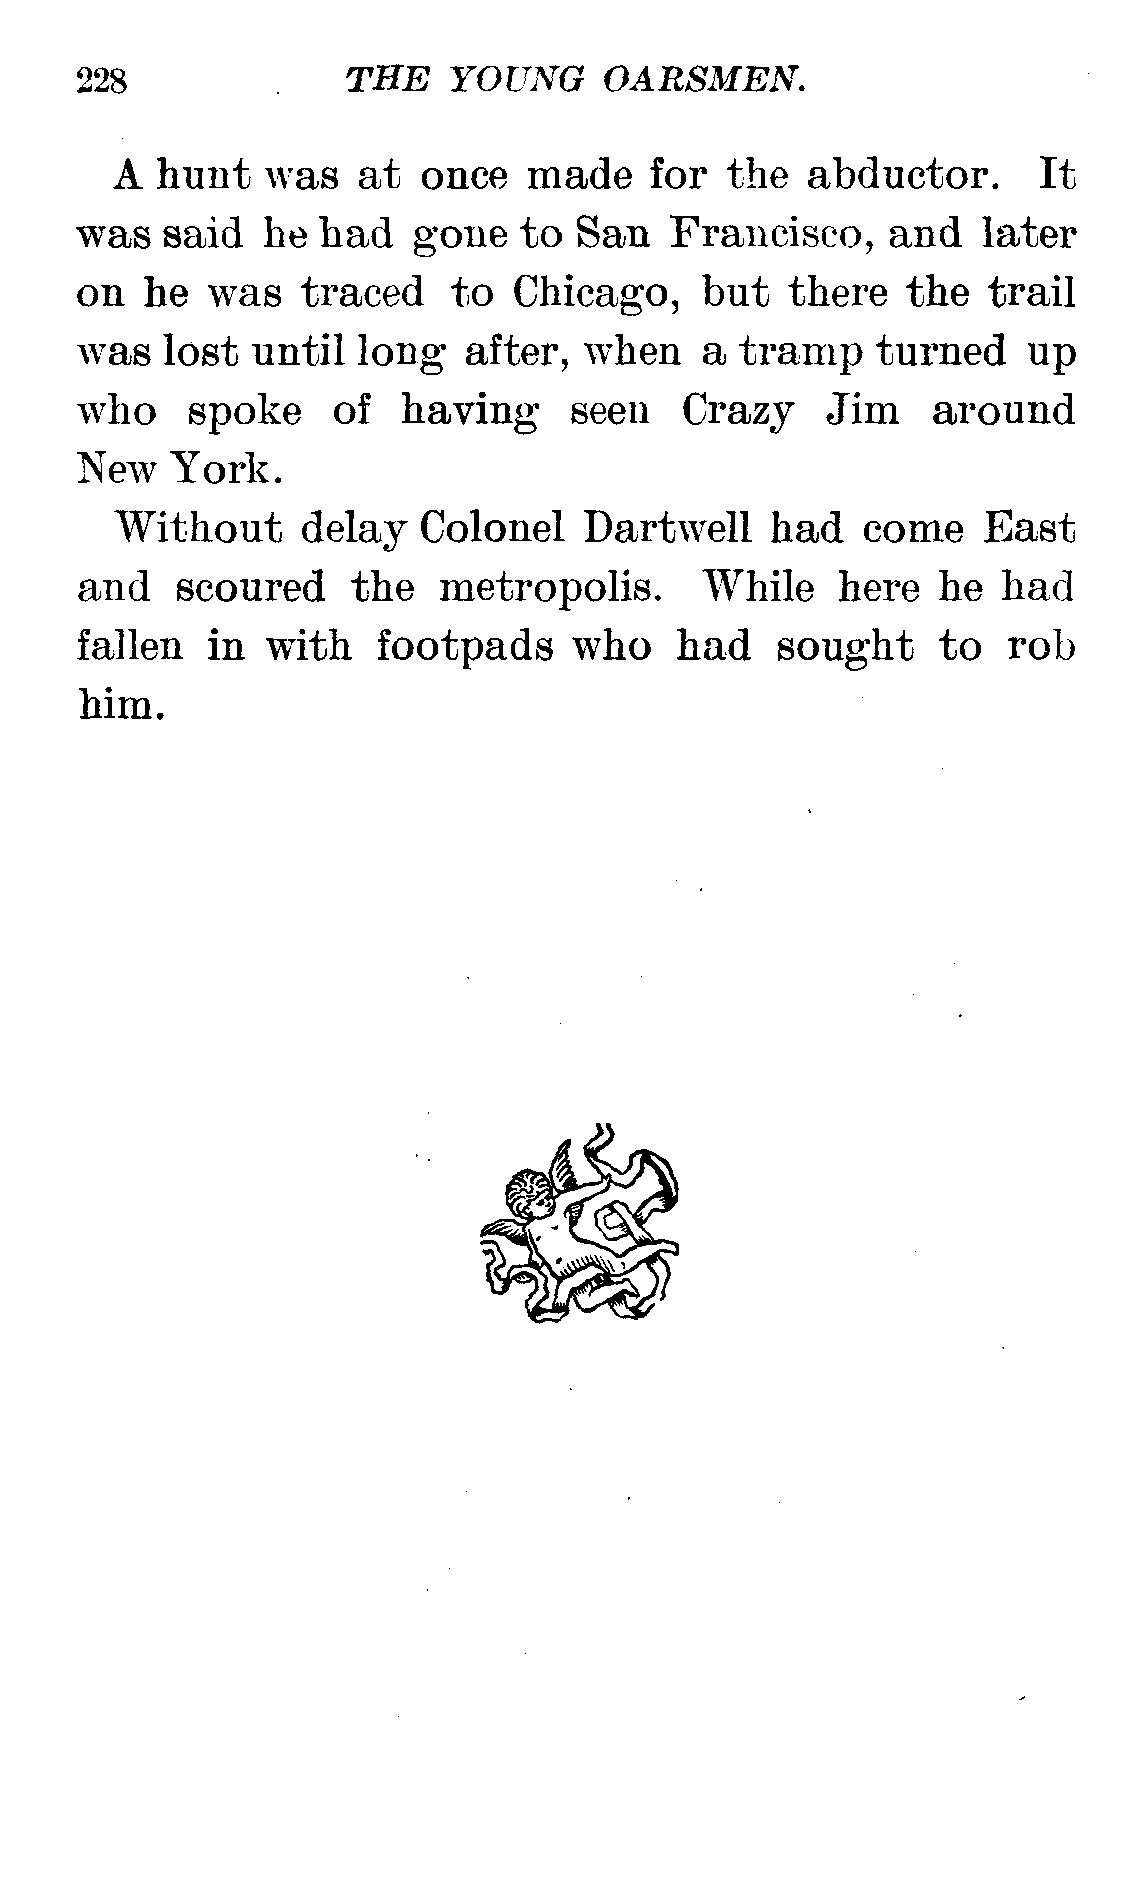 228 THE YOUNG OARSMEN.
A hunt was at once made for the abductor. It
was said he had gone to San Francisco, and later
on he was traced to Chicago, but there the trail
was lost until long after, when a tramp turned up
who spoke of having seen Crazy Jim around
New York.
Without delay Colonel Dartwell had come East
and scoured the metropolis. While here he had
fallen in with footpads who had sought to rob
him.